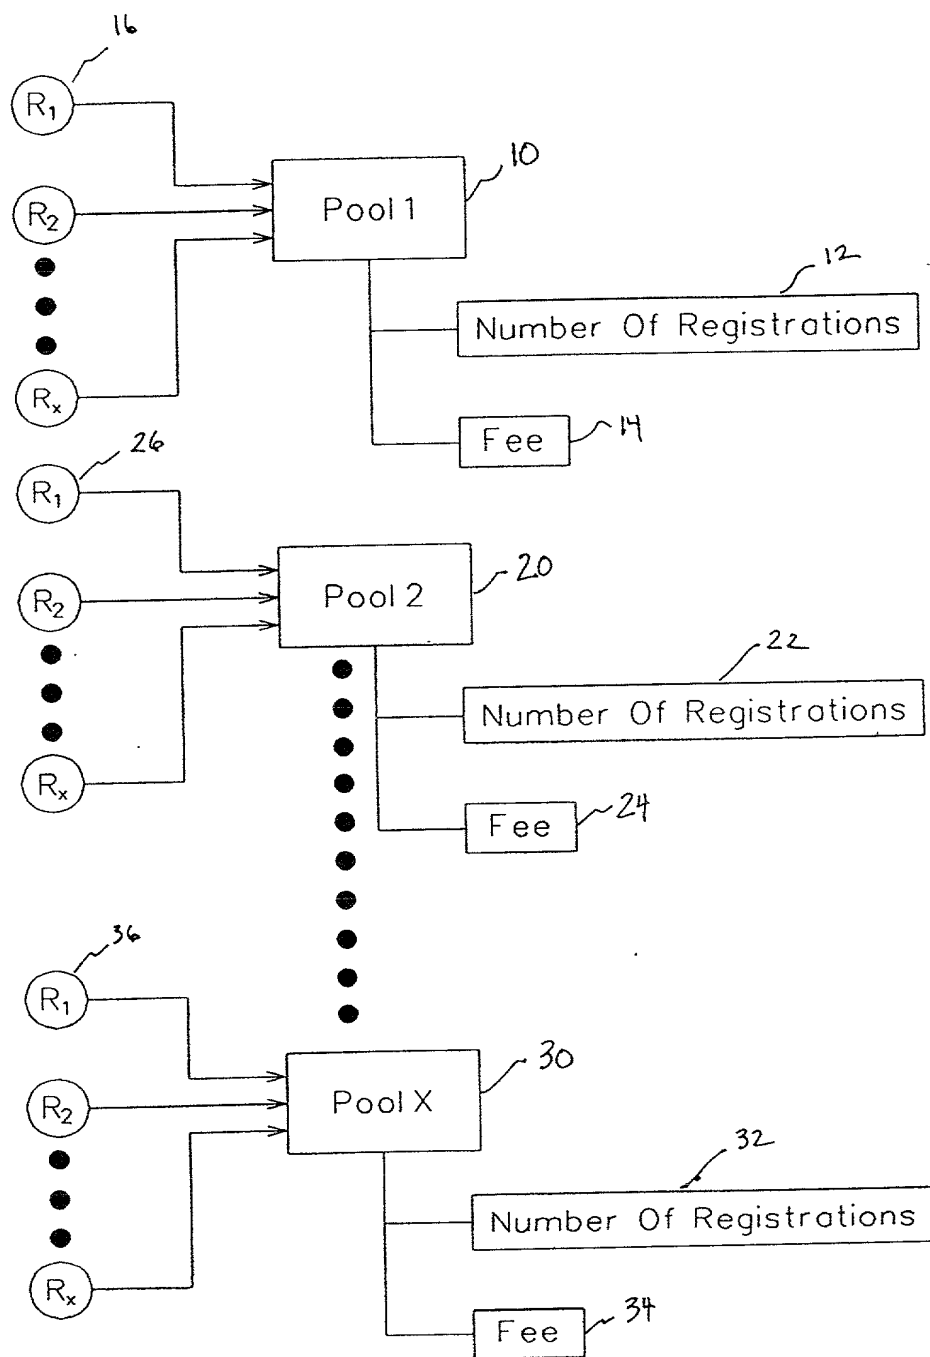 16
R₁
10
Pool 1
R₂
12
Number Of Registrations
Rₓ
Fee
14
26
R₁
20
Pool 2
R₂
22
Number Of Registrations
Rₓ
Fee
24
36
R₁
30
Pool X
R₂
32
Number Of Registrations
Rₓ
Fee
34